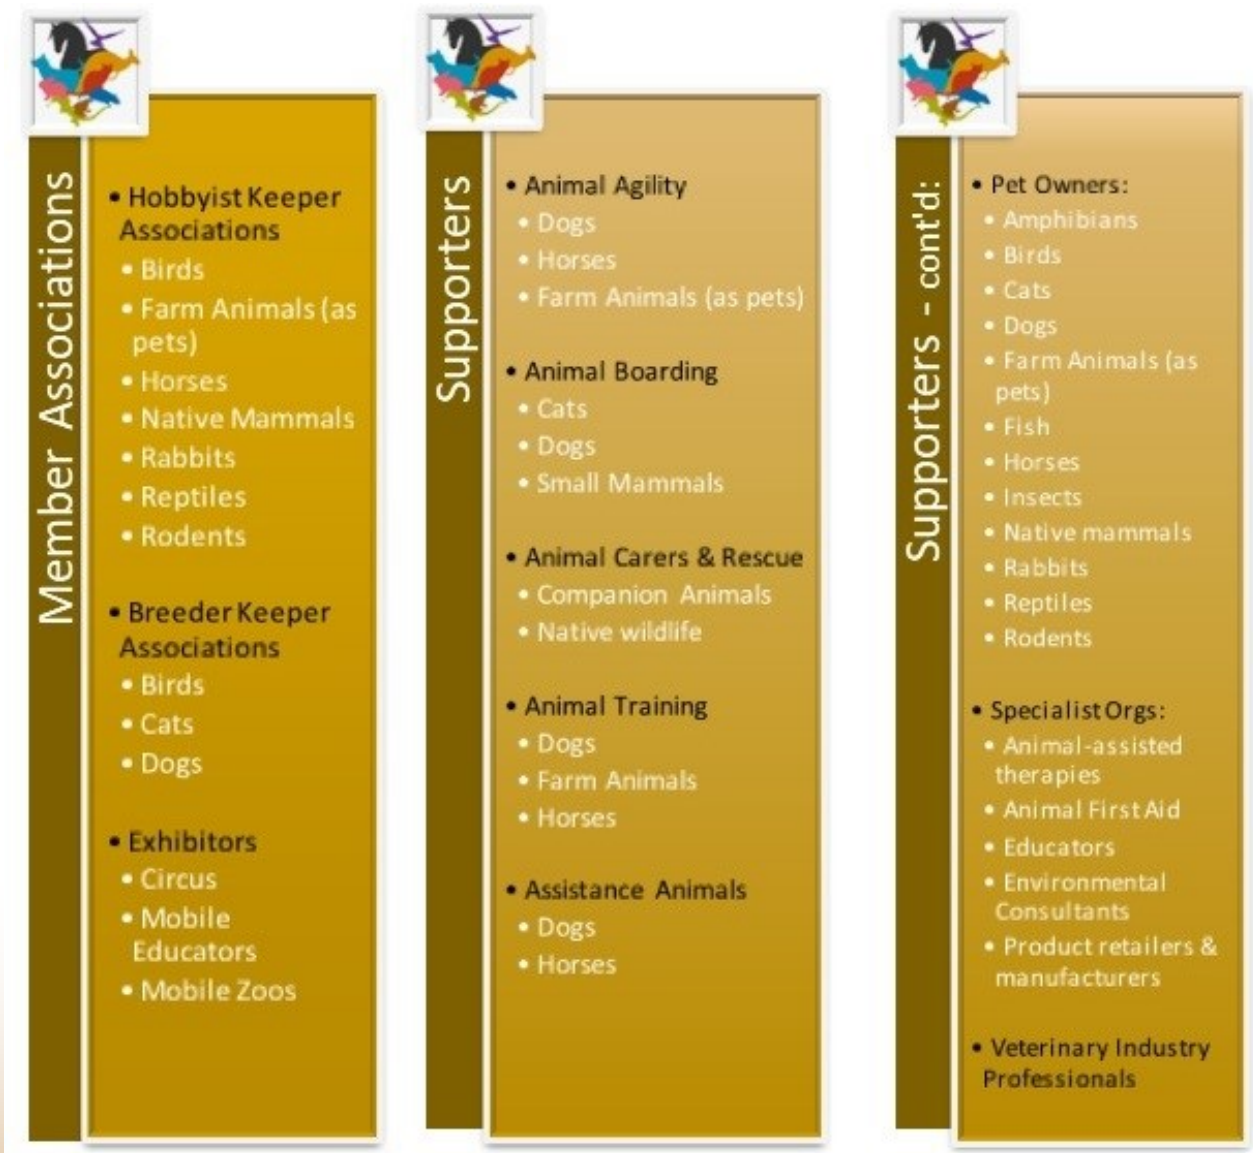 Member Associations
• Hobbyist Keeper
Associations
• Birds
• Farm Animals (as
pets)
• Horses
• Native Mammals
• Rabbits
• Reptiles
• Rodents
• Breeder Keeper
Associations
• Birds
• Cats
• Dogs
• Exhibitors
• Circus
• Mobile
Educators
• Mobile Zoos
Supporters
• Animal Agility
• Dogs
• Horses
• Farm Animals (as pets)
• Animal Boarding
• Cats
• Dogs
• Small Mammals
• Animal Carers & Rescue
• Companion Animals
• Native wildlife
• Animal Training
• Dogs
• Farm Animals
• Horses
• Assistance Animals
• Dogs
• Horses
Supporters - cont'd:
• Pet Owners:
• Amphibians
• Birds
• Cats
• Dogs
• Farm Animals (as
pets)
• Fish
• Horses
• Insects
• Native mammals
• Rabbits
• Reptiles
• Rodents
• Specialist Orgs:
• Animal-assisted
therapies
• Animal First Aid
• Educators
• Environmental
Consultants
• Product retailers &
manufacturers
• Veterinary Industry
Professionals